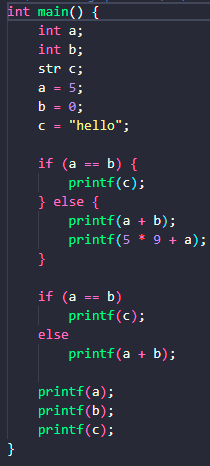 int main() {
    int a;
    int b;
    str c;
    a = 5;
    b = 0;
    c = "hello";

    if (a == b) {
        printf(c);
    } else {
        printf(a + b);
        printf(5 * 9 + a);
    }

    if (a == b)
        printf(c);
    else
        printf(a + b);

    printf(a);
    printf(b);
    printf(c);
}